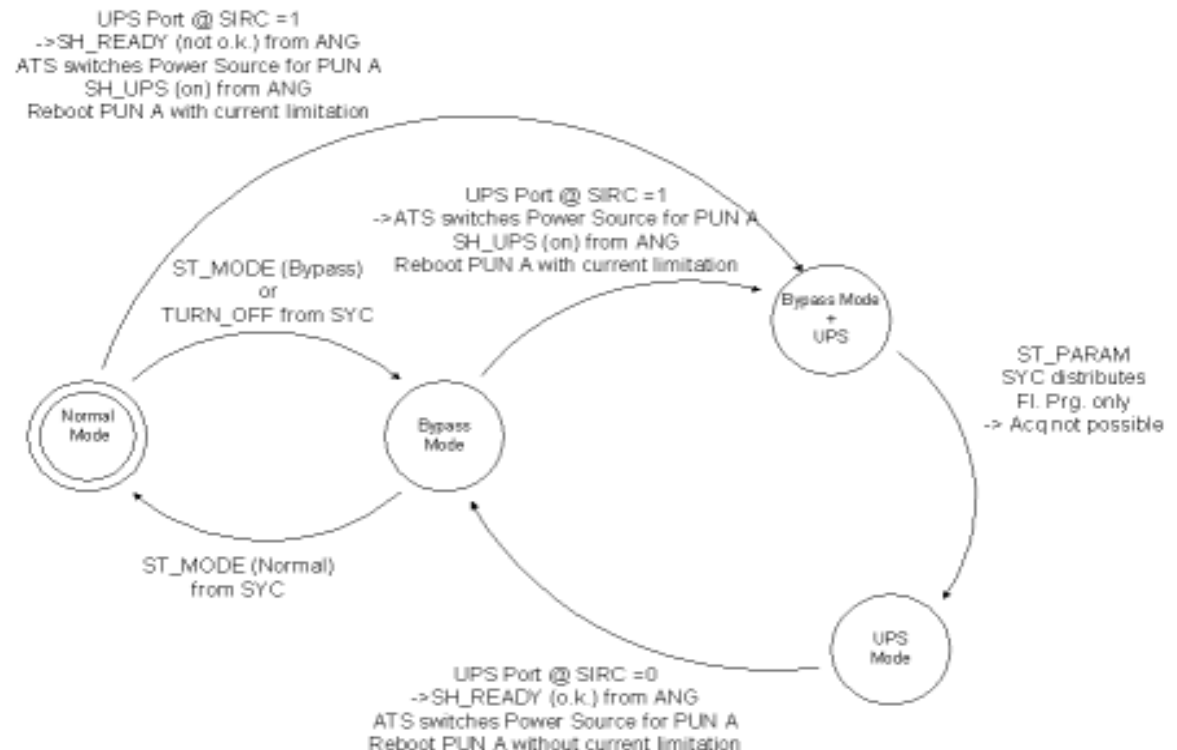 UPS Port @ SIRC =1
->SH_READY (not o.k.) from ANG
ATS switches Power Source for PUN A
SH_UPS (on) from ANG
Reboot PUN A with current limitation
UPS Port @ SIRC =1
->ATS switches Power Source for PUN A
SH_UPS (on) from ANG
Reboot PUN A with current limitation
ST_MODE (Bypass)
or
TURN_OFF from SYC
Bypass Mode
+
UPS
ST_PARAM
SYC distributes
Fl. Prg. only
-> Acq not possible
Normal
Mode
Bypass
Mode
ST_MODE (Normal)
from SYC
UPS
Mode
UPS Port @ SIRC =0
->SH_READY (o.k.) from ANG
ATS switches Power Source for PUN A
Reboot PUN A without current limitation